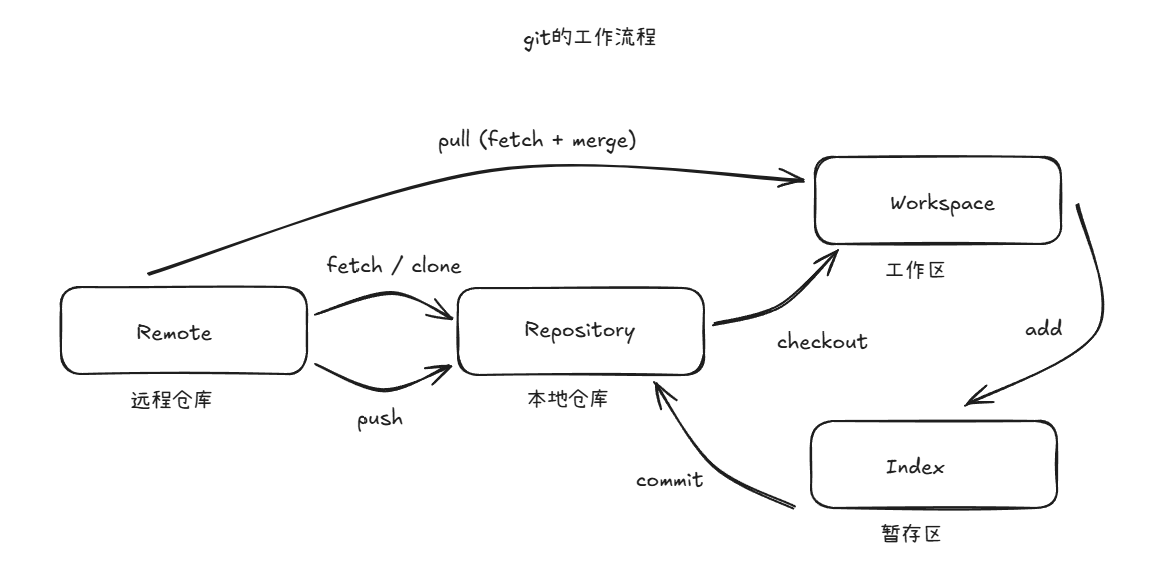 git的工作流程
pull (fetch + merge)
Workspace
工作区
fetch / clone
Remote
远程仓库
Repository
本地仓库
checkout
add
push
commit
Index
暂存区